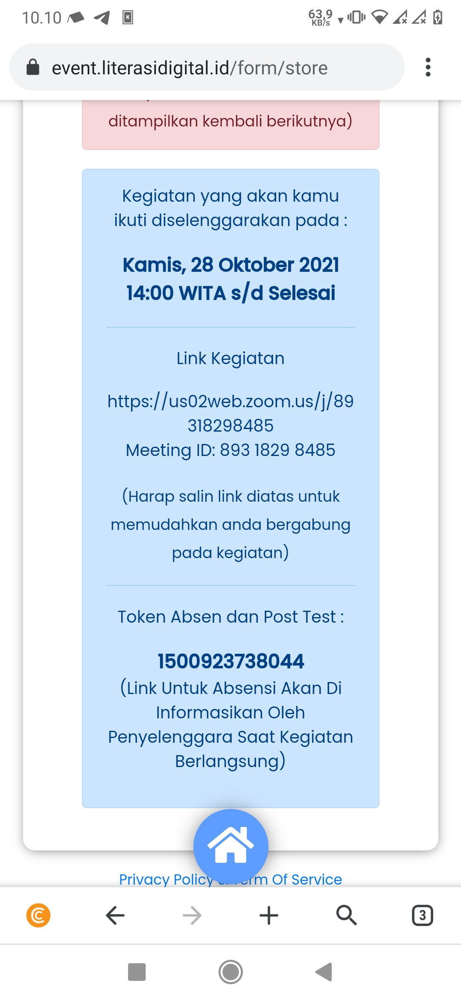 10.10
63,9
KB/s
event.literasidigital.id/form/store
ditampilkan kembali berikutnya)
Kegiatan yang akan kamu
ikuti diselenggarakan pada :
Kamis, 28 Oktober 2021
14:00 WITA s/d Selesai
Link Kegiatan
https://us02web.zoom.us/j/89
318298485
Meeting ID: 893 1829 8485
(Harap salin link diatas untuk
memudahkan anda bergabung
pada kegiatan)
Token Absen dan Post Test :
1500923738044
(Link Untuk Absensi Akan Di
Informasikan Oleh
Penyelenggara Saat Kegiatan
Berlangsung)
Privacy Policy & Term Of Service
3